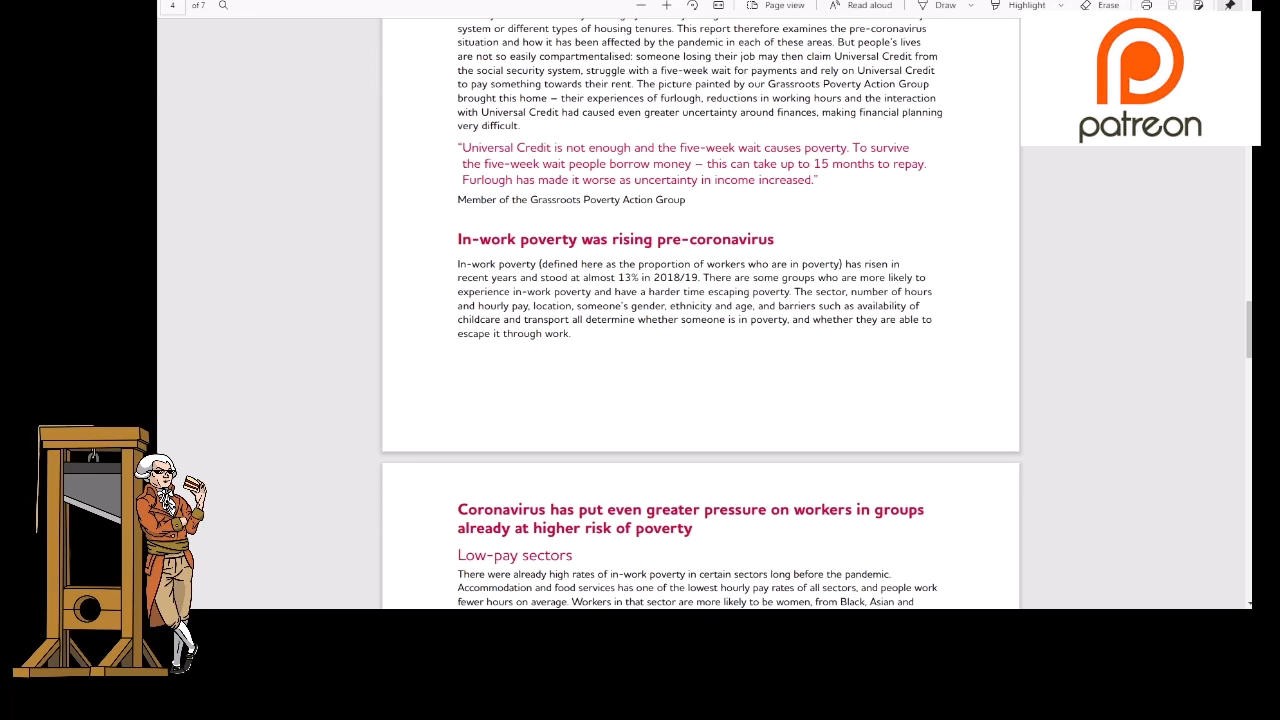 4 of 7
Page view
Read aloud
Draw
Highlight
Erase
system or different types of housing tenures. This report therefore examines the pre-coronavirus
situation and how it has been affected by the pandemic in each of these areas. But people's lives
are not so easily compartmentalised: someone losing their job may then claim Universal Credit from
the social security system, struggle with a five-week wait for payments and rely on Universal Credit
to pay something towards their rent. The picture painted by our Grassroots Poverty Action Group
brought this home – their experiences of furlough, reductions in working hours and the interaction
with Universal Credit had caused even greater uncertainty around finances, making financial planning
very difficult.
“Universal Credit is not enough and the five-week wait causes poverty. To survive
the five-week wait people borrow money – this can take up to 15 months to repay.
Furlough has made it worse as uncertainty in income increased.”
Member of the Grassroots Poverty Action Group
In-work poverty was rising pre-coronavirus
In-work poverty (defined here as the proportion of workers who are in poverty) has risen in
recent years and stood at almost 13% in 2018/19. There are some groups who are more likely to
experience in-work poverty and have a harder time escaping poverty. The sector, number of hours
and hourly pay, location, someone's gender, ethnicity and age, and barriers such as availability of
childcare and transport all determine whether someone is in poverty, and whether they are able to
escape it through work.
Coronavirus has put even greater pressure on workers in groups
already at higher risk of poverty
Low-pay sectors
There were already high rates of in-work poverty in certain sectors long before the pandemic.
Accommodation and food services has one of the lowest hourly pay rates of all sectors, and people work
fewer hours on average. Workers in that sector are more likely to be women, from Black, Asian and
patreon